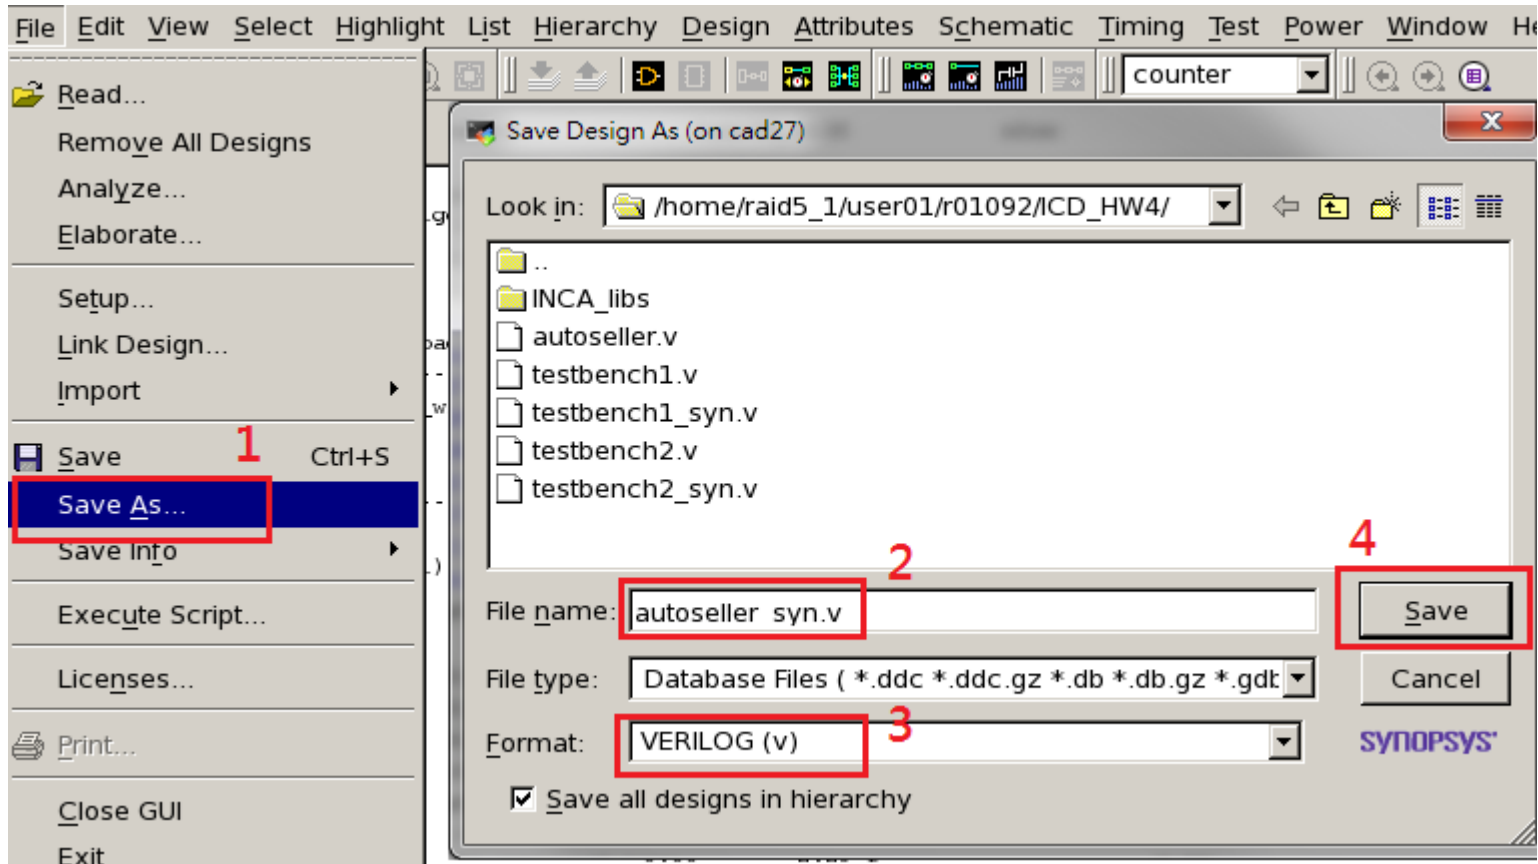 File Edit View Select Highlight List Hierarchy Design Attributes Schematic Timing Test Power Window
counter
Read...
Remove All Designs
Analyze...
Elaborate...
Setup...
Link Design...
Import
1
Save Ctrl+S
Save As...
Save Info
Execute Script...
Licenses...
Print...
Close GUI
Exit
Save Design As (on cad27)
Look in: /home/raid5_1/user01/r01092/ICD_HW4/
..
INCA_libs
autoseller.v
testbench1.v
testbench1_syn.v
testbench2.v
testbench2_syn.v
2
4
File name: autoseller_syn.v
Save
File type: Database Files ( *.ddc *.ddc.gz *.db *.db.gz *.gdb
Cancel
3
Format: VERILOG (v)
SYNOPSYS
Save all designs in hierarchy